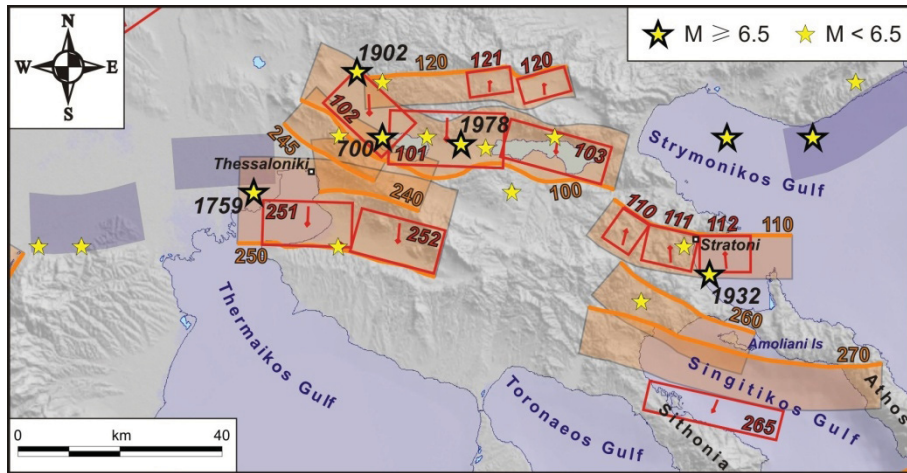 N
W E
S
M ≥ 6.5 M < 6.5
1902
120
121
120
102
245
700
1978
101
103
Thessaloniki
100
240
Strymonikos Gulf
1759
251
252
250
110
111
112
110
Stratoni
1932
260
Amoliani Is
270
Thermaikos Gulf
Toronaeos Gulf
Singitikos Gulf
Sithonia
Athos
265
0 km 40